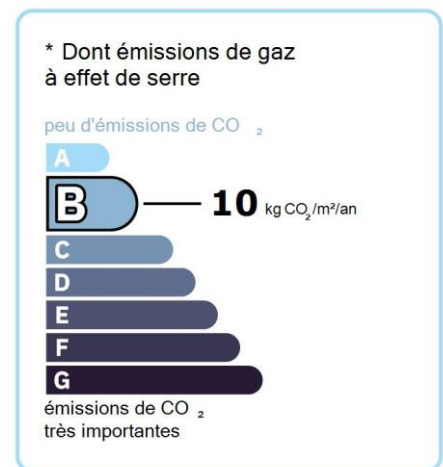 * Dont émissions de gaz
à effet de serre
peu d'émissions de CO ₂
A
B 10 kg CO₂/m²/an
C
D
E
F
G
émissions de CO ₂
très importantes